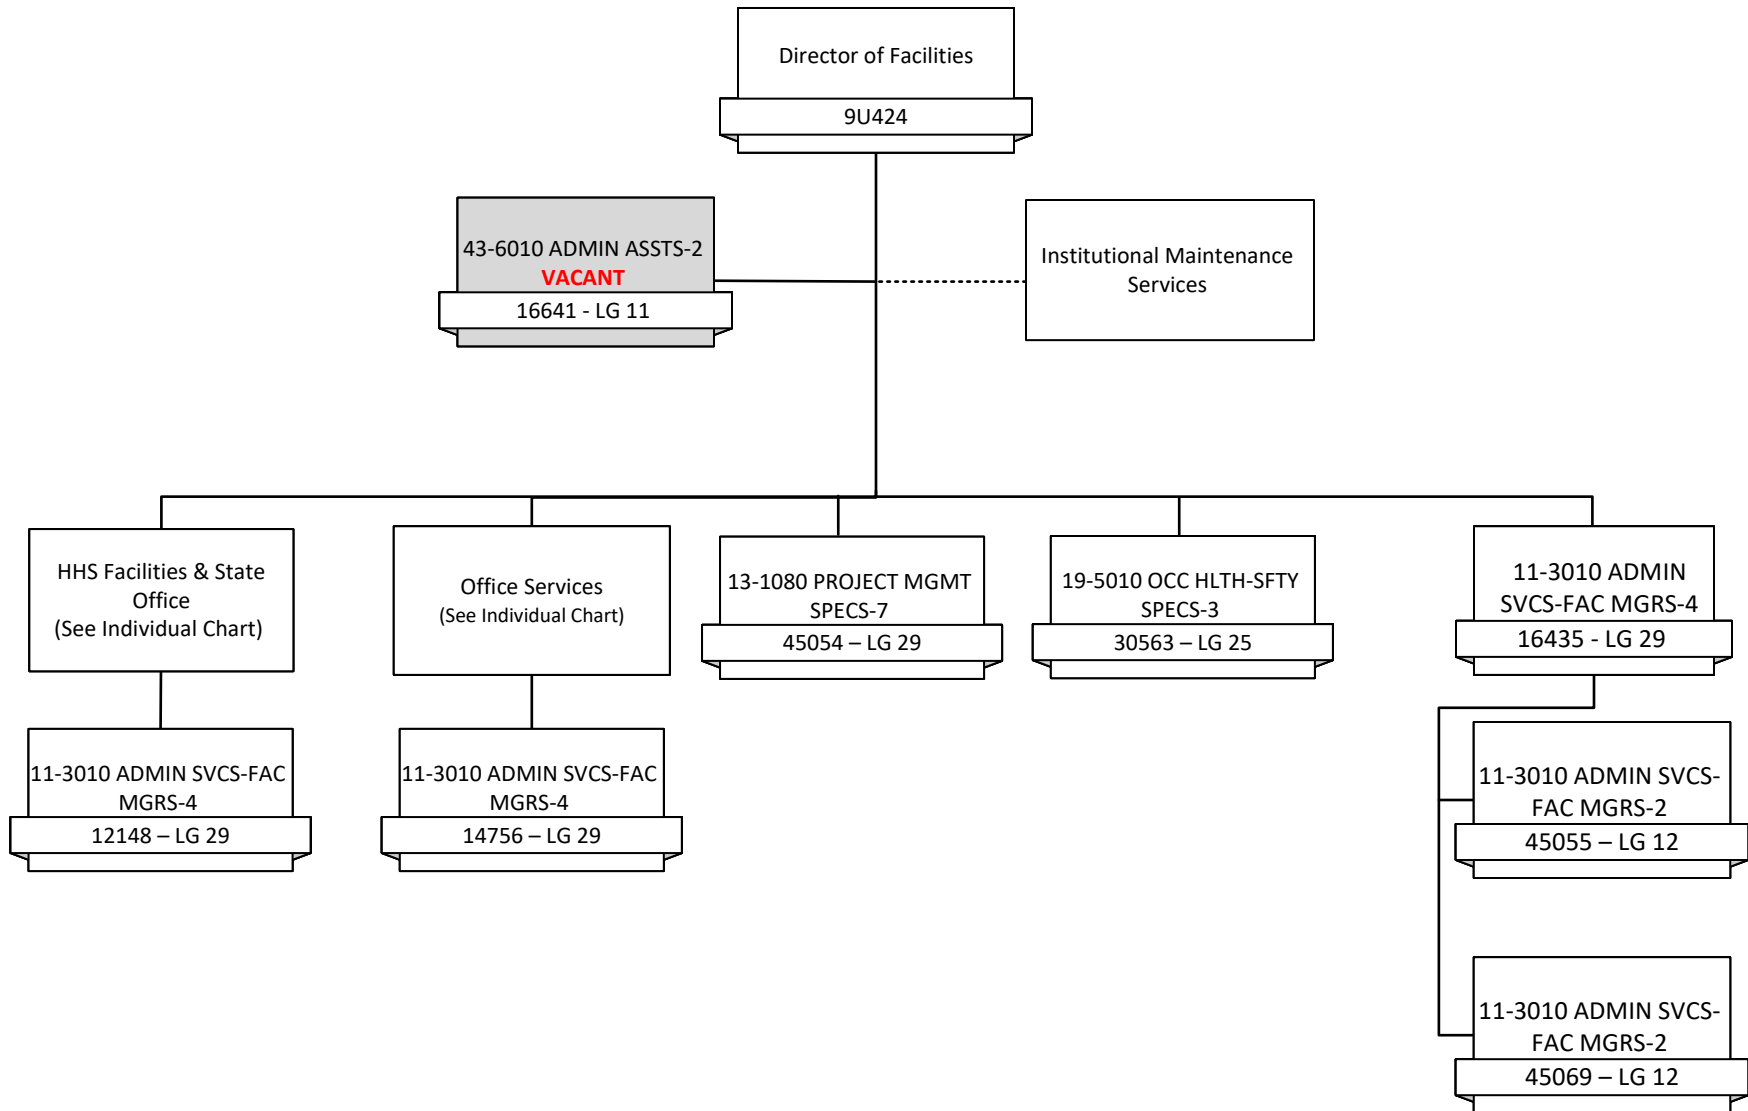 Director of Facilities
9U424
43-6010 ADMIN ASSTS-2
VACANT
16641 - LG 11
Institutional Maintenance
Services
HHS Facilities & State
Office
(See Individual Chart)
Office Services
(See Individual Chart)
13-1080 PROJECT MGMT
SPECS-7
45054 – LG 29
19-5010 OCC HLTH-SFTY
SPECS-3
30563 – LG 25
11-3010 ADMIN
SVCS-FAC MGRS-4
16435 - LG 29
11-3010 ADMIN SVCS-FAC
MGRS-4
12148 – LG 29
11-3010 ADMIN SVCS-FAC
MGRS-4
14756 – LG 29
11-3010 ADMIN SVCS-
FAC MGRS-2
45055 – LG 12
11-3010 ADMIN SVCS-
FAC MGRS-2
45069 – LG 12